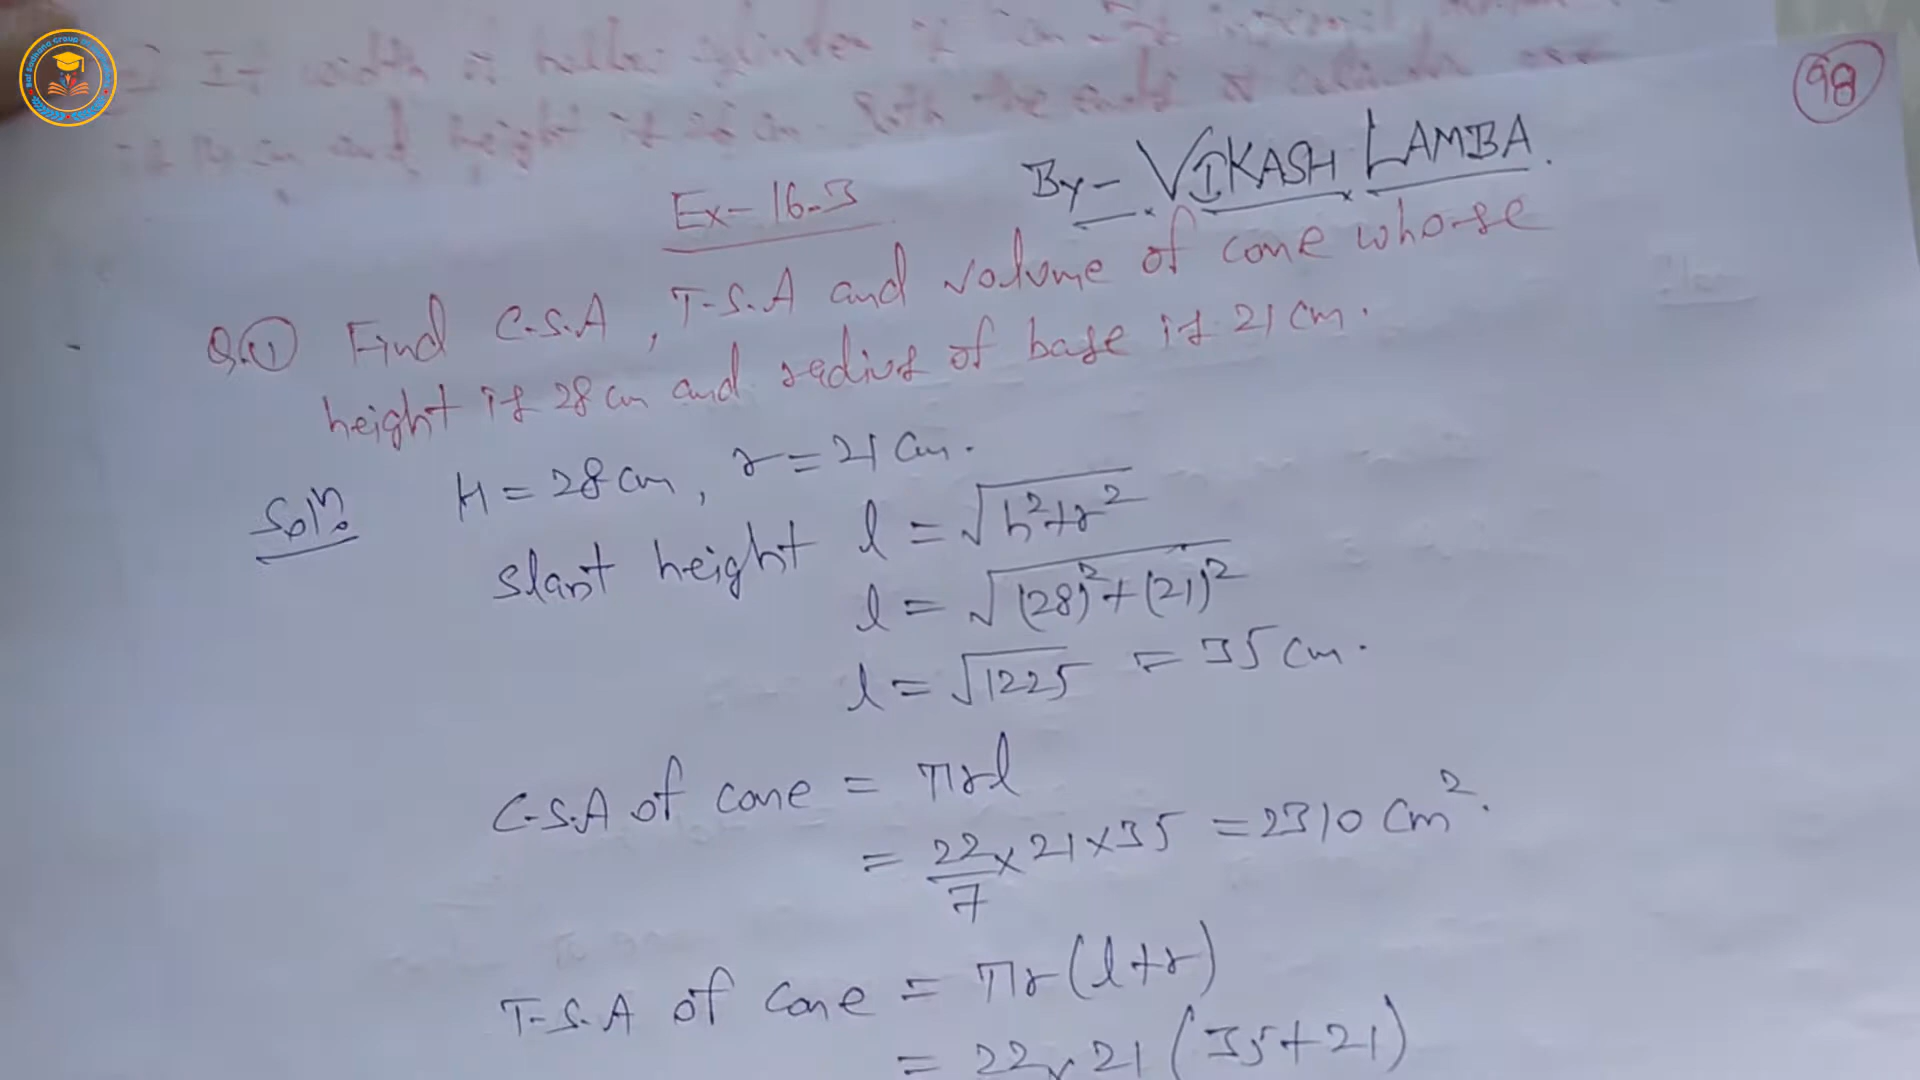 98
By- VIKASH LAMBA.
Ex- 16.3
Q.① Find C.S.A, T.S.A and volume of cone whose
height is 28 cm and radius of base is 21 cm.
Soln. H = 28 cm, r = 21 cm.
Slant height l = √h²+r²
l = √(28)²+(21)²
l = √1225 = 35 cm.
C.S.A of cone = πrl
= 22/7 × 21 × 35 = 2310 cm².
T.S.A of cone = πr(l+r)
= 22 × 21 (35+21)